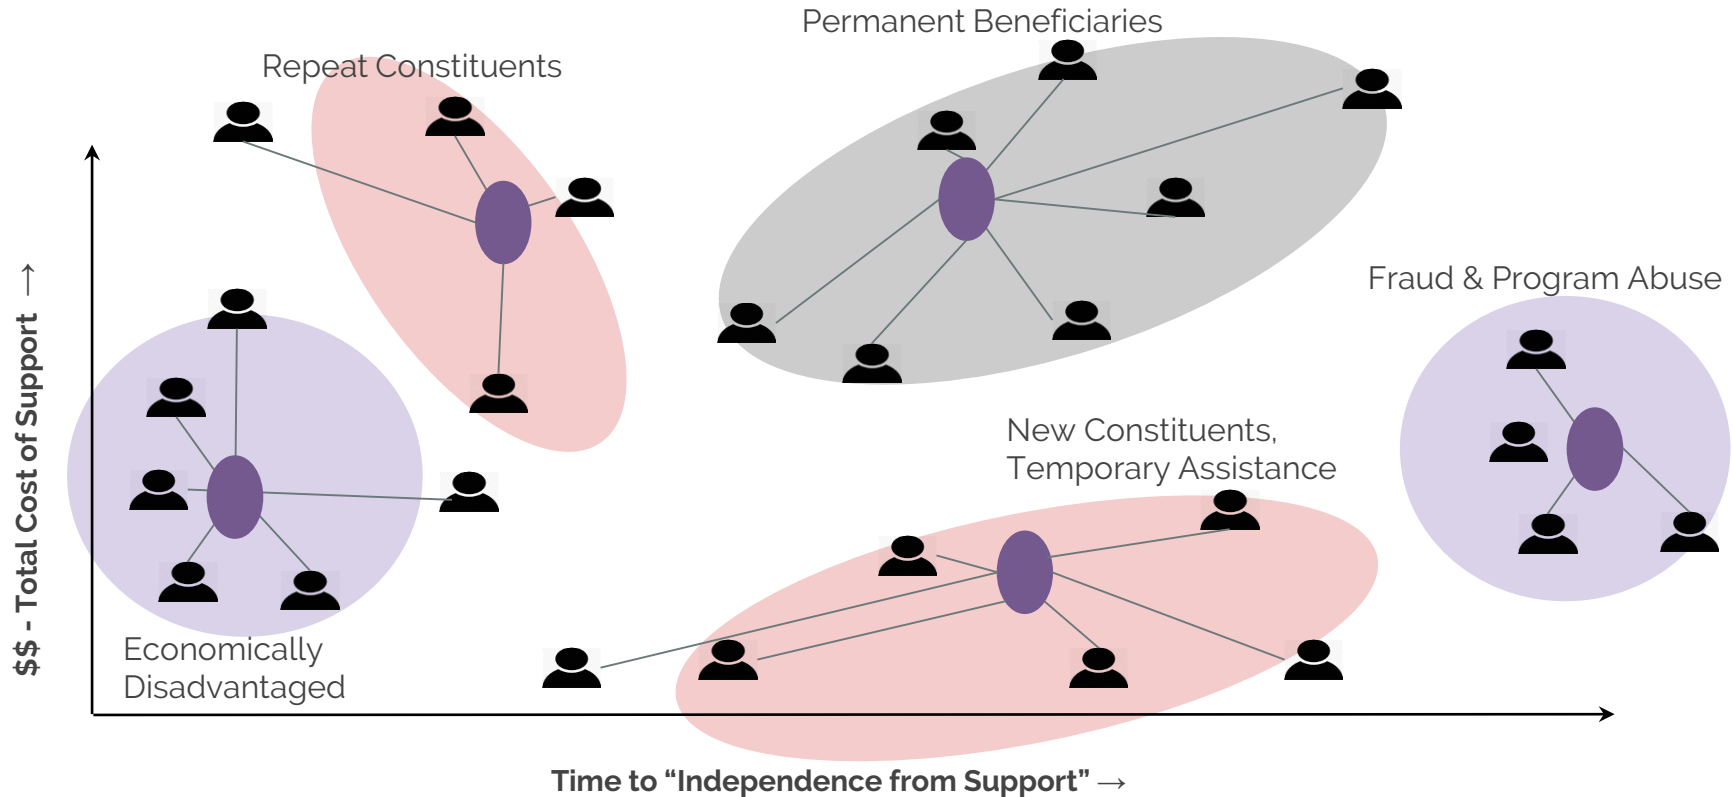 Permanent Beneficiaries
Repeat Constituents
Fraud & Program Abuse
New Constituents,
Temporary Assistance
$$ - Total Cost of Support →
Economically
Disadvantaged
Time to “Independence from Support” →